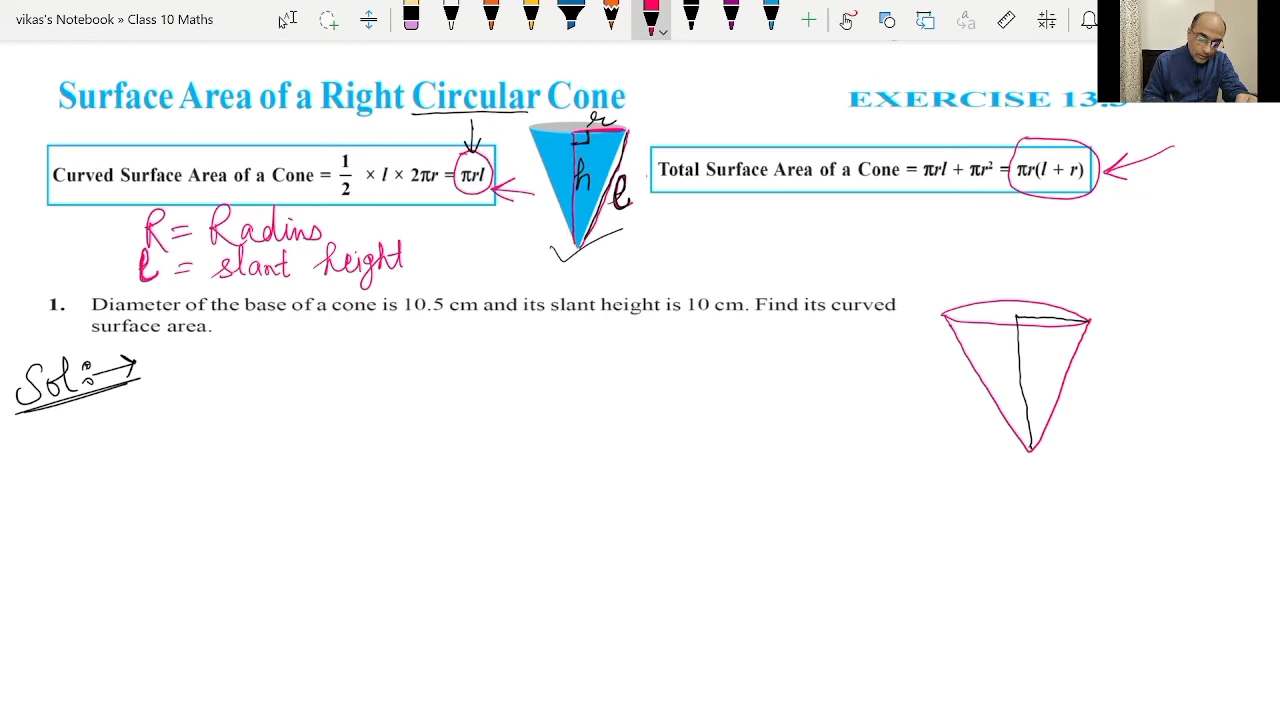 vikas's Notebook » Class 10 Maths
Surface Area of a Right Circular Cone
EXERCISE 13.3
Curved Surface Area of a Cone = 1/2 × l × 2πr = πrl
r
h
l
Total Surface Area of a Cone = πrl + πr² = πr(l + r)
R = Radius
l = slant height
1. Diameter of the base of a cone is 10.5 cm and its slant height is 10 cm. Find its curved
surface area.
Sol:→